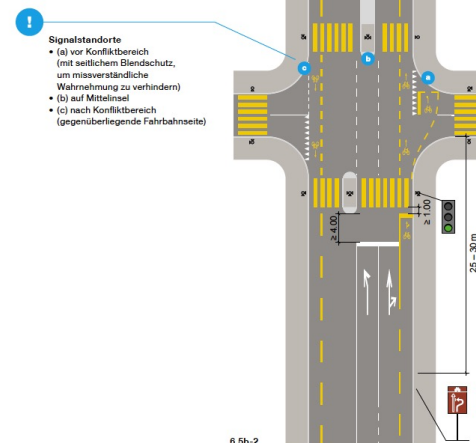 !
Signalstandorte
• (a) vor Konfliktbereich
(mit seitlichem Blendschutz,
um missverständliche
Wahrnehmung zu verhindern)
• (b) auf Mittelinsel
• (c) nach Konfliktbereich
(gegenüberliegende Fahrbahnseite)
b
c
a
≥ 4.00
≥ 1.00
25 – 30 m
6.5b-2